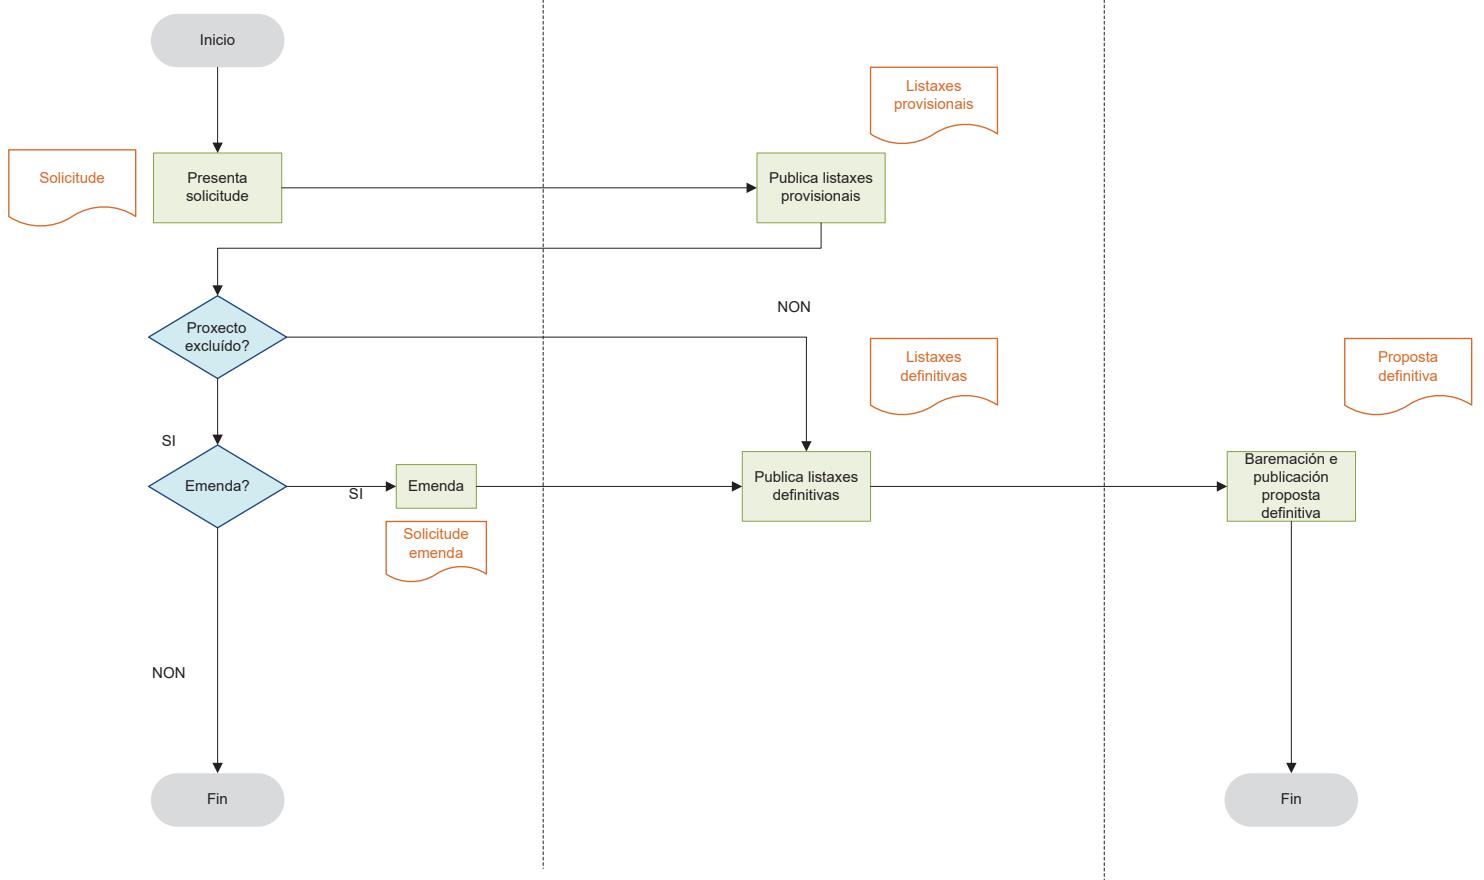 Inicio
Listaxes
provisionais
Solicitude
Presenta
solicitude
Publica listaxes
provisionais
NON
Proxecto
excluído?
Listaxes
definitivas
Proposta
definitiva
SI
Emenda?
SI
Emenda
Publica listaxes
definitivas
Baremación e
publicación
proposta
definitiva
Solicitude
emenda
NON
Fin
Fin